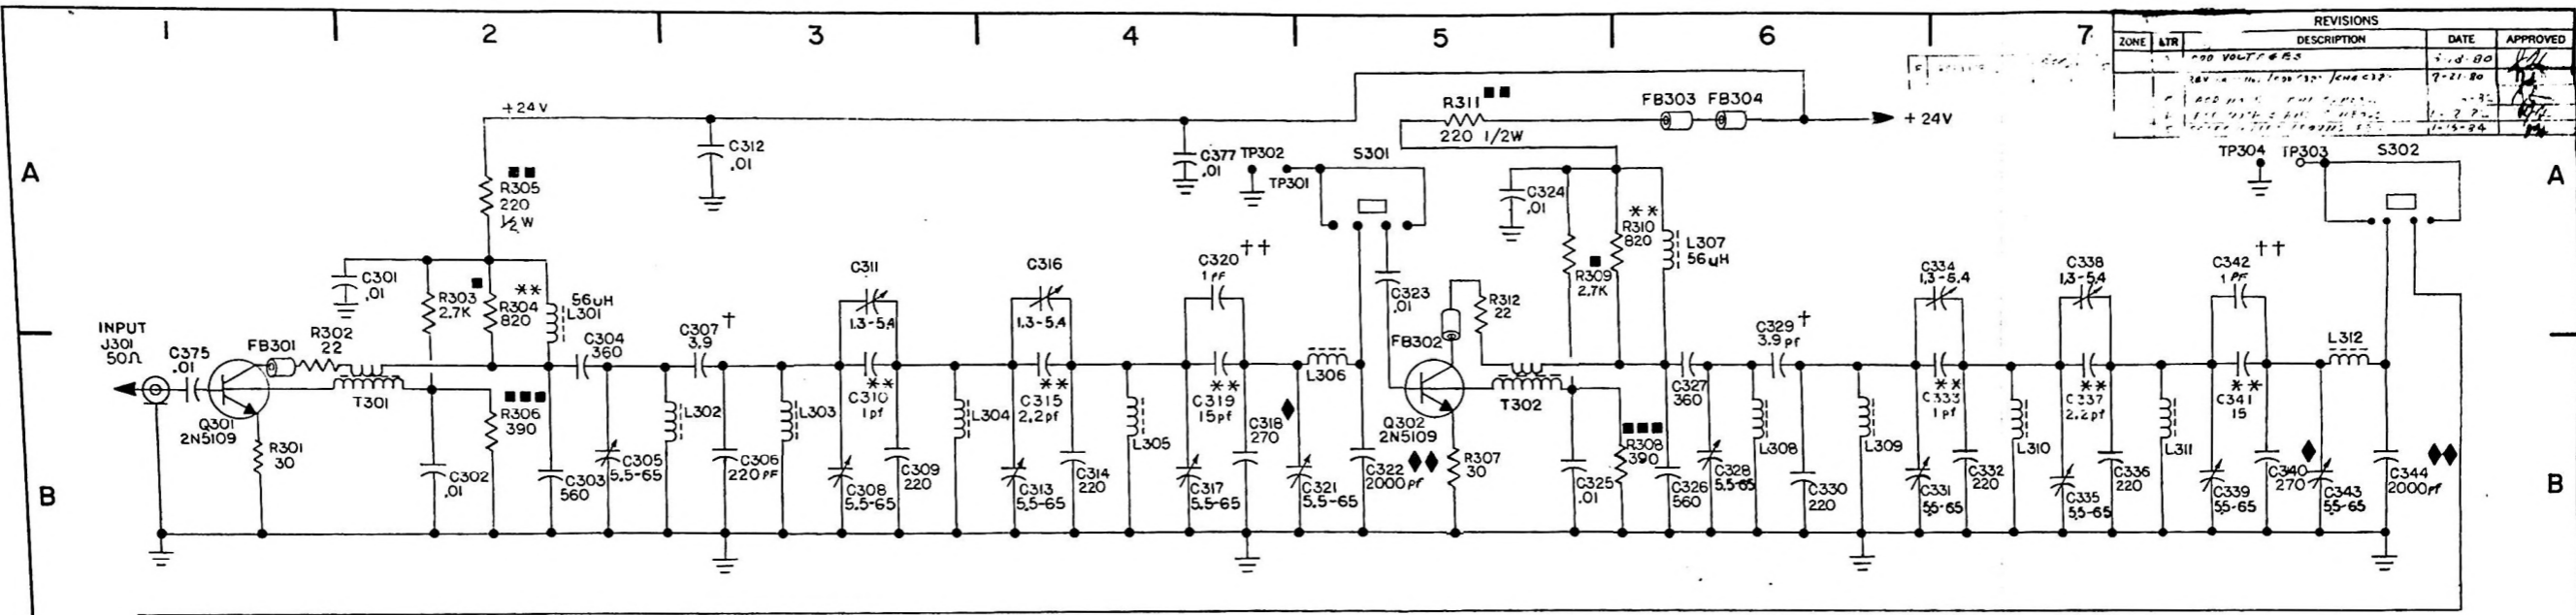 1 2 3 4 5 6 7
REVISIONS
ZONE LTR DESCRIPTION DATE APPROVED
VOLTAGES
7-21-80
1-15-84
A
A
B
B
+24V
C312
.01
C377
.01
TP302
TP301
S301
R311 ■■
220 1/2W
FB303 FB304
+24V
TP304 TP303 S302
■■
R305
220
½ W
C301
.01
R303 ■
2.7K
**
R304
820
56uH
L301
C324
.01
■
R309
2.7K
**
R310
820
L307
56uH
INPUT
J301
50Ω
C375
.01
Q301
2N5109
FB301
R302
22
T301
R301
30
C302
.01
■■■
R306
390
C303
560
C304
360
C305
5.5-65
L302
C307 †
3.9
C306
220PF
L303
C311
1.3-5.4
**
C310
1pf
C308
5.5-65
C309
220
L304
C316
1.3-5.4
**
C315
2.2pf
C313
5.5-65
C314
220
L305
C320 ††
1PF
**
C319
15pf
C317
5.5-65
C318 ♦
270
L306
C321
5.5-65
C322 ♦♦
2000pf
C323
.01
FB302
R312
22
Q302
2N5109
R307
30
T302
C325
.01
■■■
R308
390
C326
560
C327
360
C328
5.5-65
L308
C329 †
3.9pf
C330
220
L309
C334
1.3-5.4
**
C333
1pf
C331
5.5-65
C332
220
L310
C338
1.3-5.4
**
C337
2.2pf
C335
5.5-65
C336
220
L311
C342 ††
1PF
**
C341
15
C339
5.5-65
C340 ♦
270
L312
C343
5.5-65
C344 ♦♦
2000pf